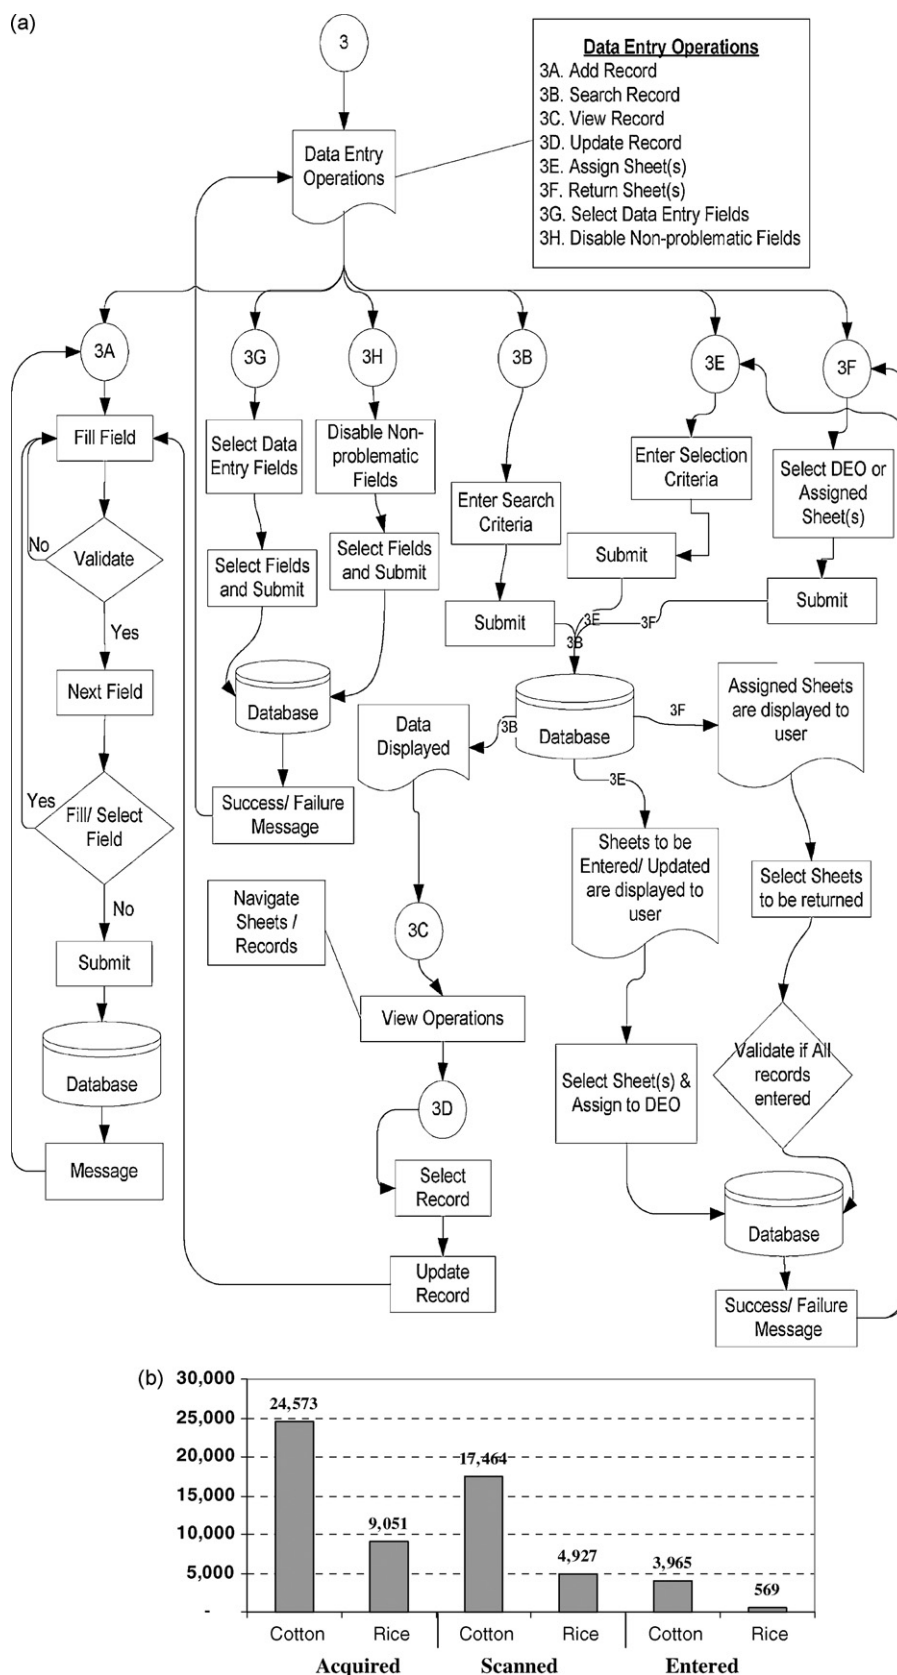 (a)
3
Data Entry
Operations
Data Entry Operations
3A. Add Record
3B. Search Record
3C. View Record
3D. Update Record
3E. Assign Sheet(s)
3F. Return Sheet(s)
3G. Select Data Entry Fields
3H. Disable Non-problematic Fields
3A
3G
3H
3B
3E
3F
Fill Field
Validate
No
Yes
Next Field
Fill/ Select
Field
Yes
No
Submit
Database
Message
Select Data
Entry Fields
Select Fields
and Submit
Disable Non-
problematic
Fields
Select Fields
and Submit
Database
Success/ Failure
Message
Enter Search
Criteria
Submit
Enter Selection
Criteria
Submit
Select DEO or
Assigned
Sheet(s)
Submit
3B
3E
3F
Database
3B
3E
3F
Data
Displayed
3C
Navigate
Sheets /
Records
View Operations
3D
Select
Record
Update
Record
Sheets to be
Entered/ Updated
are displayed to
user
Select Sheet(s) &
Assign to DEO
Assigned Sheets
are displayed to
user
Select Sheets
to be returned
Validate if All
records
entered
Database
Success/ Failure
Message
(b)
30,000
25,000
20,000
15,000
10,000
5,000
-
24,573
9,051
17,464
4,927
3,965
569
Cotton Rice Cotton Rice Cotton Rice
Acquired Scanned Entered